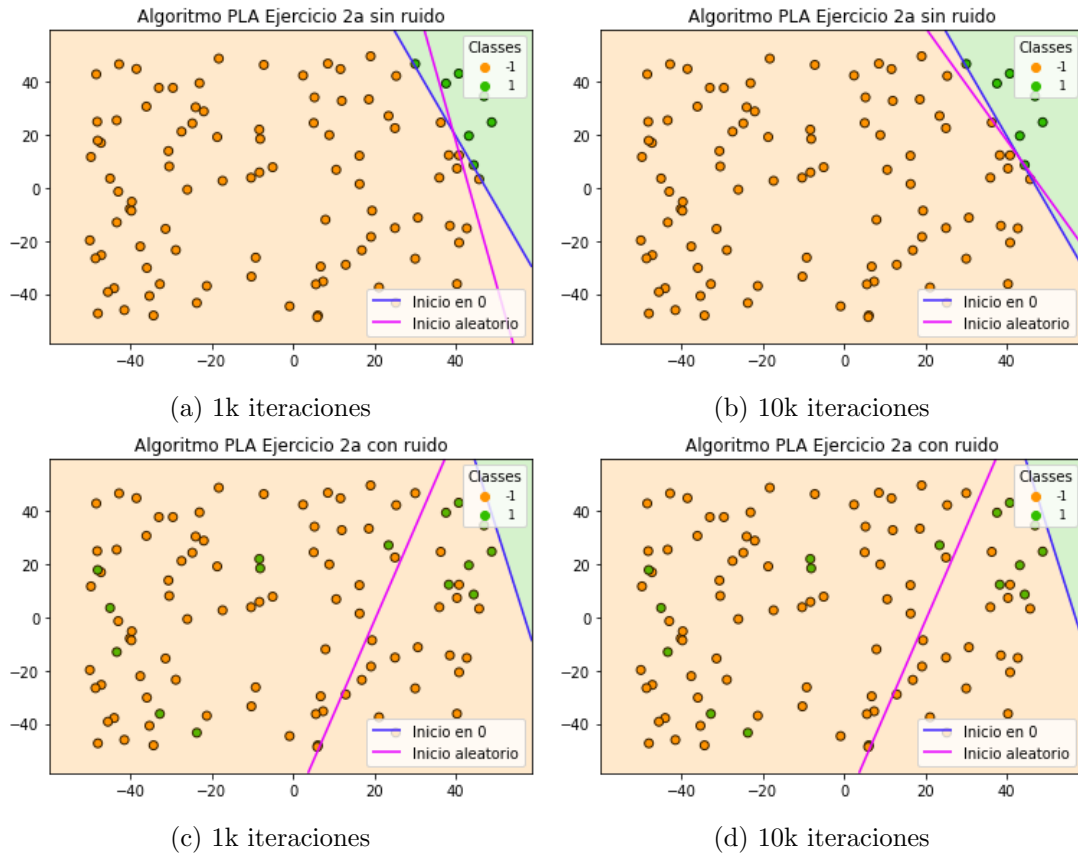 Algoritmo PLA Ejercicio 2a sin ruido
40
20
0
−20
−40
−40 −20 0 20 40
Classes
-1
1
Inicio en 0
Inicio aleatorio
(a) 1k iteraciones
Algoritmo PLA Ejercicio 2a sin ruido
40
20
0
−20
−40
−40 −20 0 20 40
Classes
-1
1
Inicio en 0
Inicio aleatorio
(b) 10k iteraciones
Algoritmo PLA Ejercicio 2a con ruido
40
20
0
−20
−40
−40 −20 0 20 40
Classes
-1
1
Inicio en 0
Inicio aleatorio
(c) 1k iteraciones
Algoritmo PLA Ejercicio 2a con ruido
40
20
0
−20
−40
−40 −20 0 20 40
Classes
-1
1
Inicio en 0
Inicio aleatorio
(d) 10k iteraciones